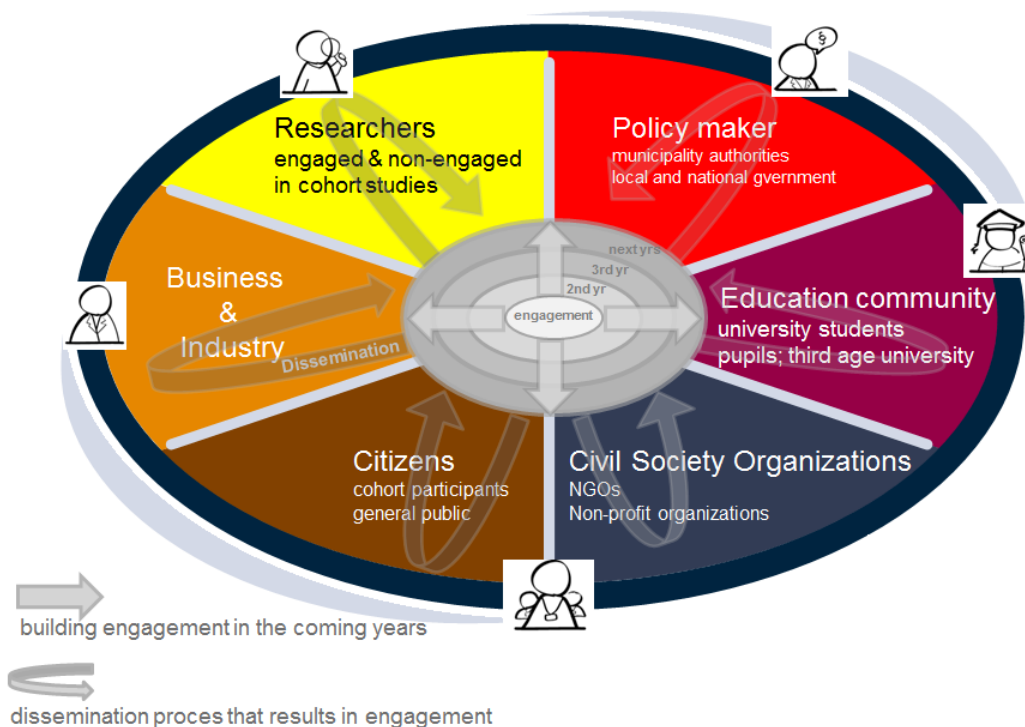 §
Researchers
engaged & non-engaged
in cohort studies
Policy maker
municipality authorities
local and national gvernment
Business
&
Industry
Dissemination
next yrs
3rd yr
2nd yr
engagement
Education community
university students
pupils; third age university
Citizens
cohort participants
general public
Civil Society Organizations
NGOs
Non-profit organizations
building engagement in the coming years
dissemination proces that results in engagement